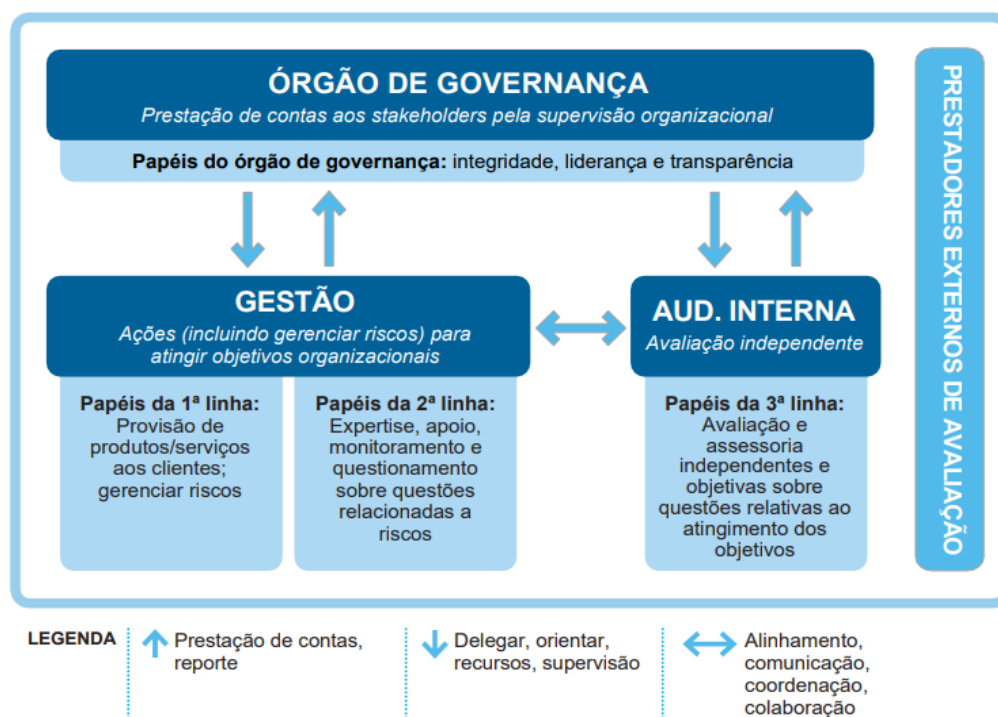 ÓRGÃO DE GOVERNANÇA
Prestação de contas aos stakeholders pela supervisão organizacional
Papéis do órgão de governança: integridade, liderança e transparência
GESTÃO
Ações (incluindo gerenciar riscos) para
atingir objetivos organizacionais
Papéis da 1ª linha:
Provisão de
produtos/serviços
aos clientes;
gerenciar riscos
Papéis da 2ª linha:
Expertise, apoio,
monitoramento e
questionamento
sobre questões
relacionadas a
riscos
AUD. INTERNA
Avaliação independente
Papéis da 3ª linha:
Avaliação e
assessoria
independentes e
objetivas sobre
questões relativas ao
atingimento dos
objetivos
PRESTADORES EXTERNOS DE AVALIAÇÃO
LEGENDA
Prestação de contas,
reporte
Delegar, orientar,
recursos, supervisão
Alinhamento,
comunicação,
coordenação,
colaboração